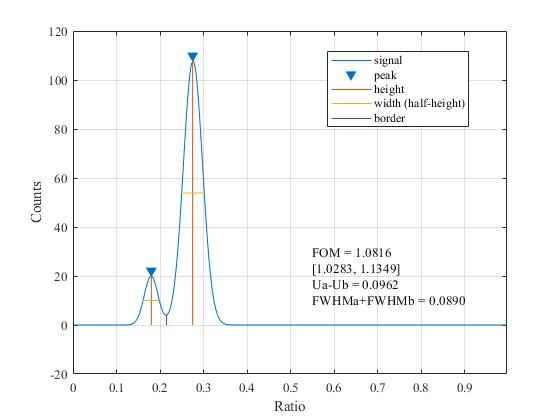 120
100
80
60
40
20
0
-20
Counts
signal
peak
height
width (half-height)
border
FOM = 1.0816
[1.0283, 1.1349]
Ua-Ub = 0.0962
FWHMa+FWHMb = 0.0890
0 0.1 0.2 0.3 0.4 0.5 0.6 0.7 0.8 0.9
Ratio